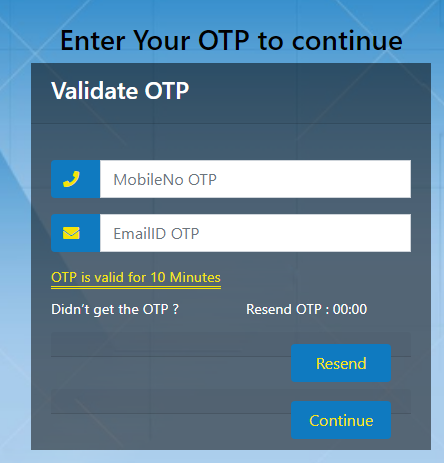 Enter Your OTP to continue
Validate OTP
MobileNo OTP
EmailID OTP
OTP is valid for 10 Minutes
Didn't get the OTP ? Resend OTP : 00:00
Resend
Continue